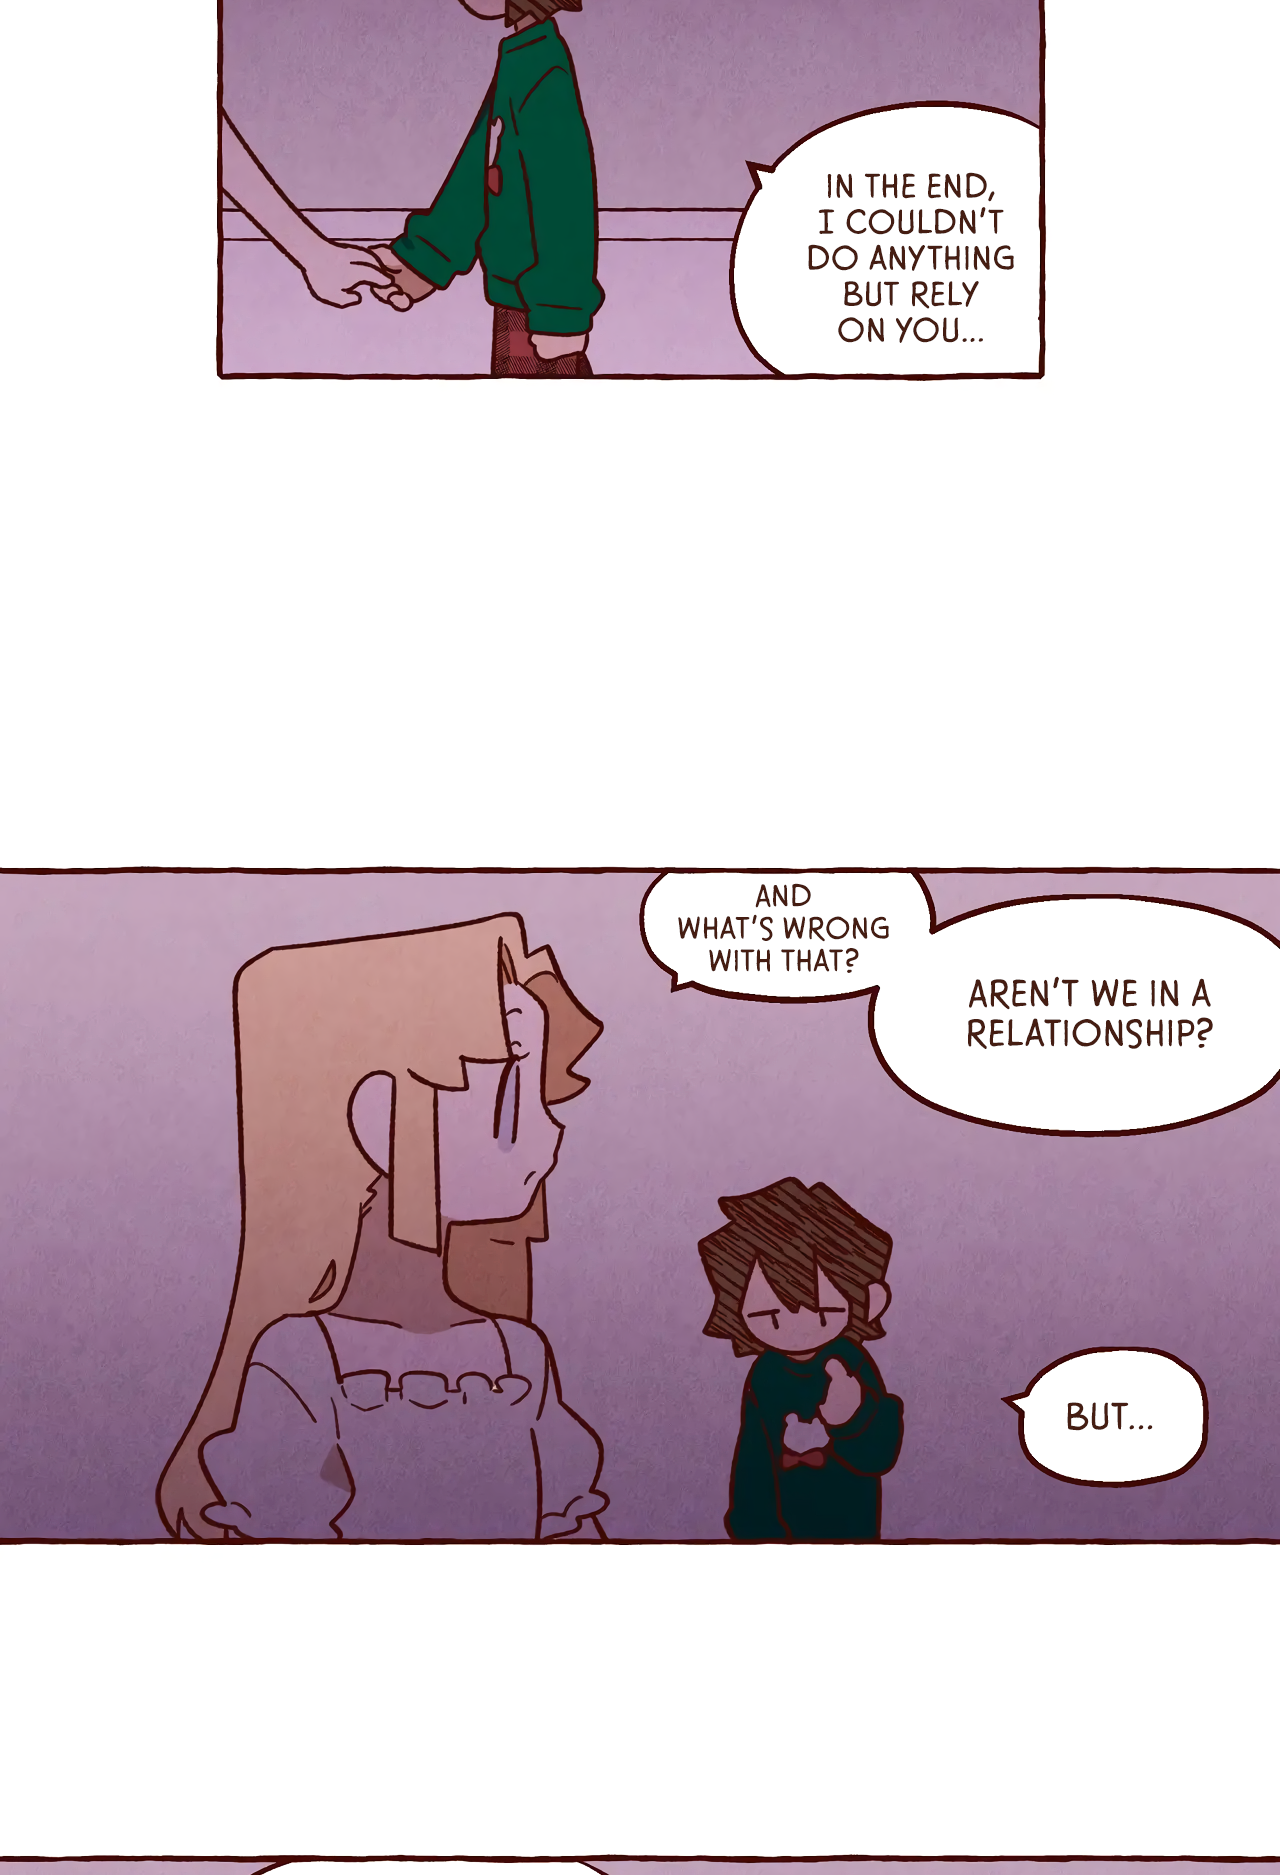 IN THE END,
I COULDN'T
DO ANYTHING
BUT RELY
ON YOU...
AND
WHAT'S WRONG
WITH THAT?
AREN'T WE IN A
RELATIONSHIP?
BUT...